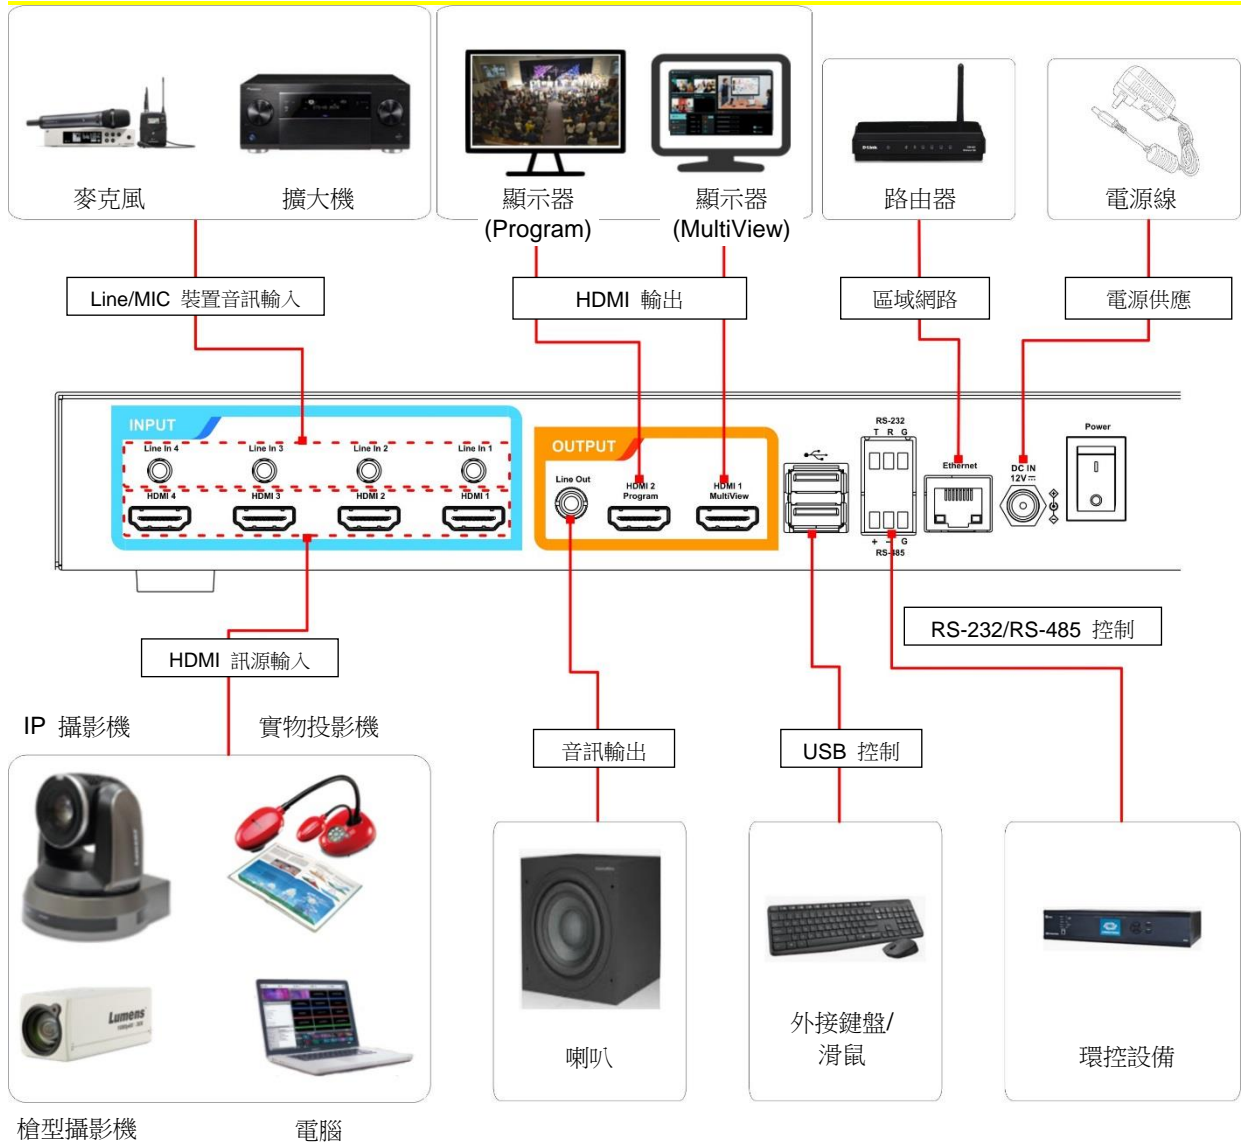 麥克風
擴大機
顯示器
(Program)
顯示器
(MultiView)
D-Link
路由器
電源線
Line/MIC 裝置音訊輸入
HDMI 輸出
區域網路
電源供應
INPUT
Line In 4
Line In 3
Line In 2
Line In 1
HDMI 4
HDMI 3
HDMI 2
HDMI 1
OUTPUT
Line Out
HDMI 2
Program
HDMI 1
MultiView
RS-232
T R G
+ − G
RS-485
Ethernet
DC IN
12V
Power
HDMI 訊源輸入
RS-232/RS-485 控制
音訊輸出
USB 控制
IP 攝影機
實物投影機
Lumens
Lumens
槍型攝影機
電腦
喇叭
外接鍵盤/
滑鼠
環控設備